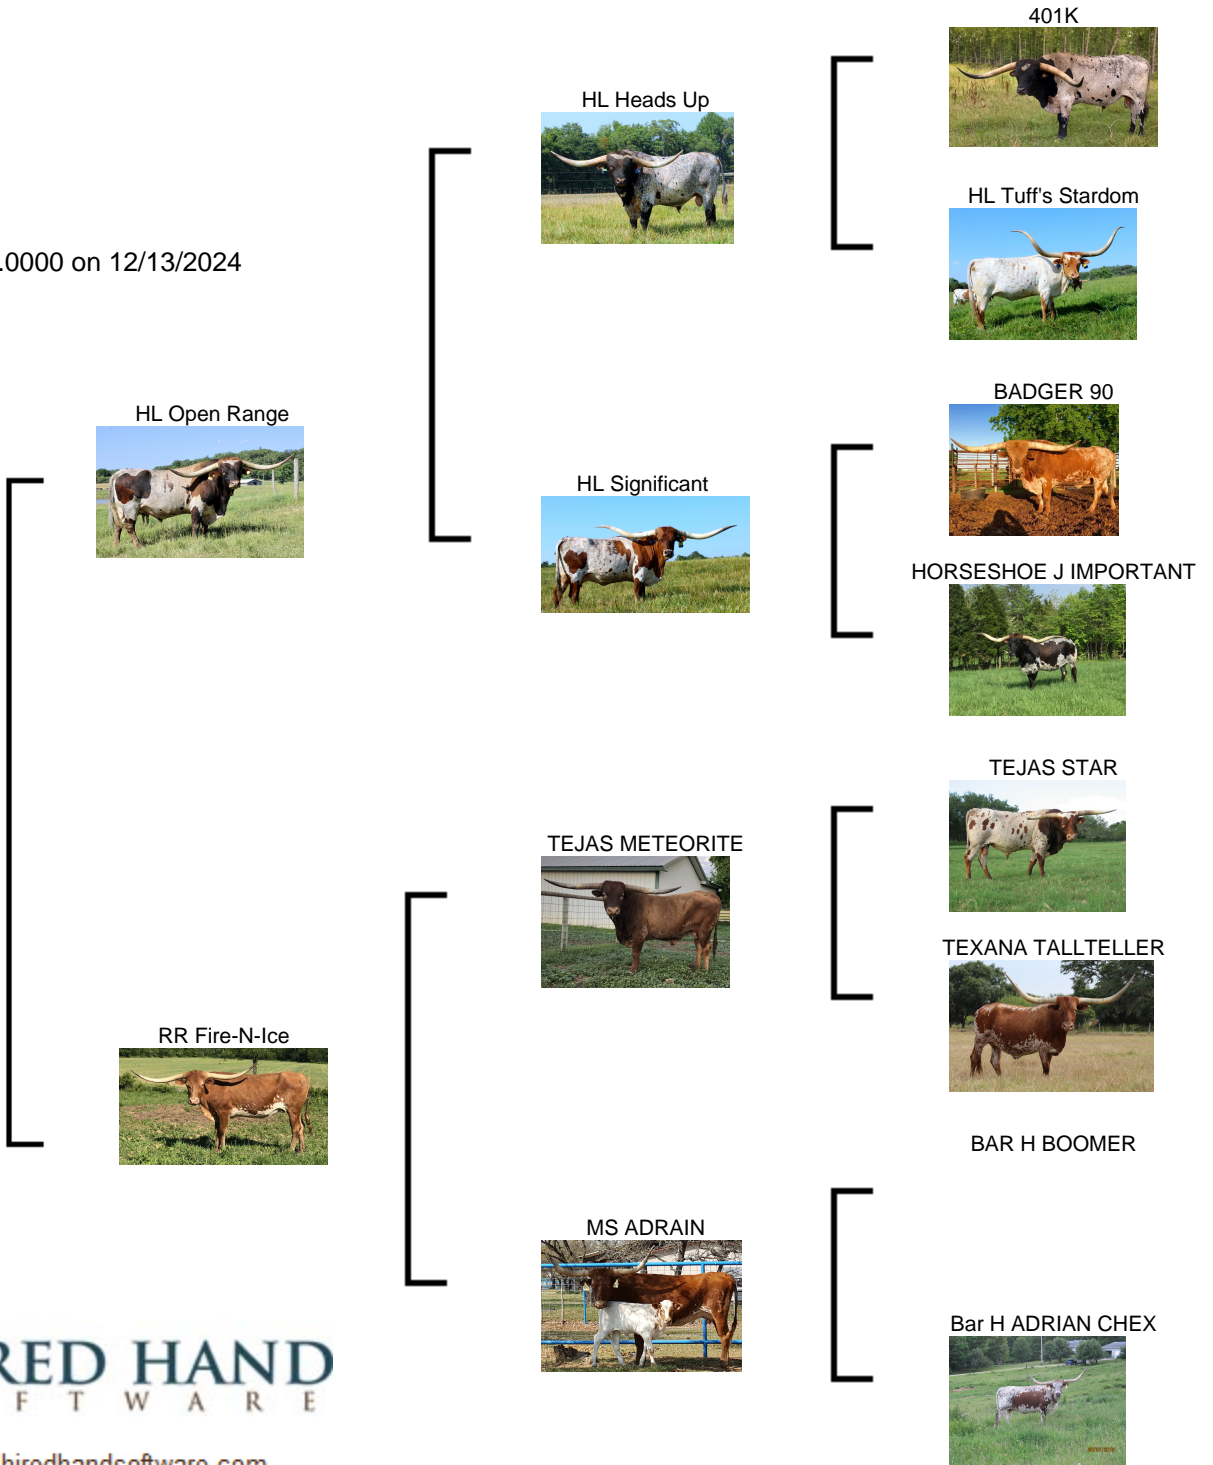 401K
HL Heads Up
HL Tuff's Stardom
.0000 on 12/13/2024
BADGER 90
HL Open Range
HL Significant
HORSESHOE J IMPORTANT
TEJAS STAR
TEJAS METEORITE
TEXANA TALLTELLER
RR Fire-N-Ice
BAR H BOOMER
MS ADRAIN
Bar H ADRIAN CHEX
RED HAND
F T W A R E
hiredhandsoftware.com